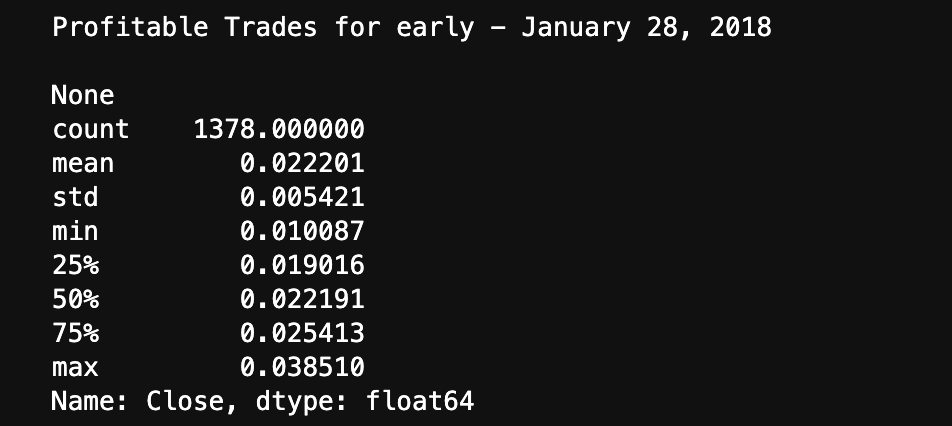 Profitable Trades for early - January 28, 2018
None
count    1378.000000
mean        0.022201
std         0.005421
min         0.010087
25%         0.019016
50%         0.022191
75%         0.025413
max         0.038510
Name: Close, dtype: float64